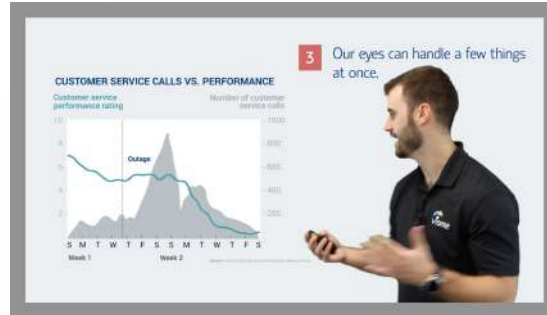 3
Our eyes can handle a few things
at once.
CUSTOMER SERVICE CALLS VS. PERFORMANCE
Customer service
performance rating
Number of customer
service calls
10
8
6
4
2
1000
800
600
400
200
Outage
S M T W T F S S M T W T F S
Week 1
Week 2